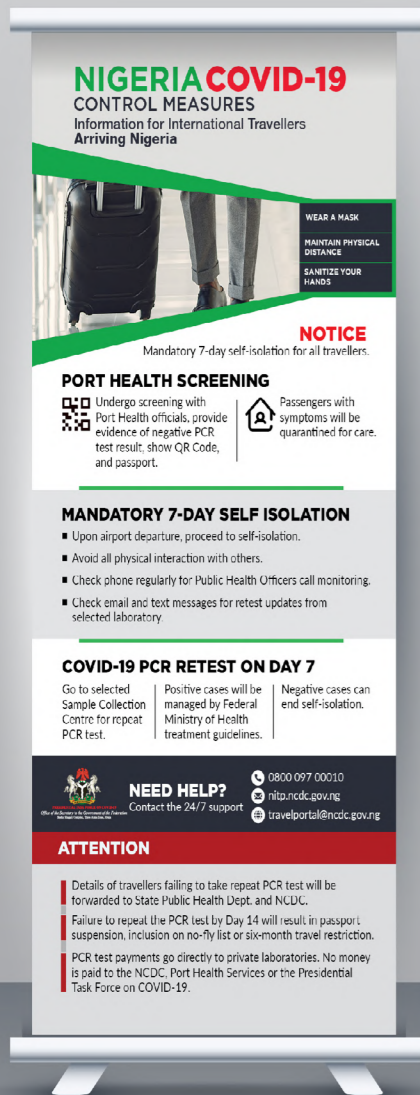 NIGERIA COVID-19
CONTROL MEASURES
Information for International Travellers
Arriving Nigeria
WEAR A MASK
MAINTAIN PHYSICAL
DISTANCE
SANITIZE YOUR
HANDS
NOTICE
Mandatory 7-day self-isolation for all travellers.
PORT HEALTH SCREENING
Undergo screening with
Port Health officials, provide
evidence of negative PCR
test result, show QR Code,
and passport.
Passengers with
symptoms will be
quarantined for care.
MANDATORY 7-DAY SELF ISOLATION
■ Upon airport departure, proceed to self-isolation.
■ Avoid all physical interaction with others.
■ Check phone regularly for Public Health Officers call monitoring.
■ Check email and text messages for retest updates from
selected laboratory.
COVID-19 PCR RETEST ON DAY 7
Go to selected
Sample Collection
Centre for repeat
PCR test.
Positive cases will be
managed by Federal
Ministry of Health
treatment guidelines.
Negative cases can
end self-isolation.
Office of the Secretary to the Government of the Federation
NEED HELP?
Contact the 24/7 support
0800 097 00010
nitp.ncdc.gov.ng
travelportal@ncdc.gov.ng
ATTENTION
Details of travellers failing to take repeat PCR test will be
forwarded to State Public Health Dept. and NCDC.
Failure to repeat the PCR test by Day 14 will result in passport
suspension, inclusion on no-fly list or six-month travel restriction.
PCR test payments go directly to private laboratories. No money
is paid to the NCDC, Port Health Services or the Presidential
Task Force on COVID-19.